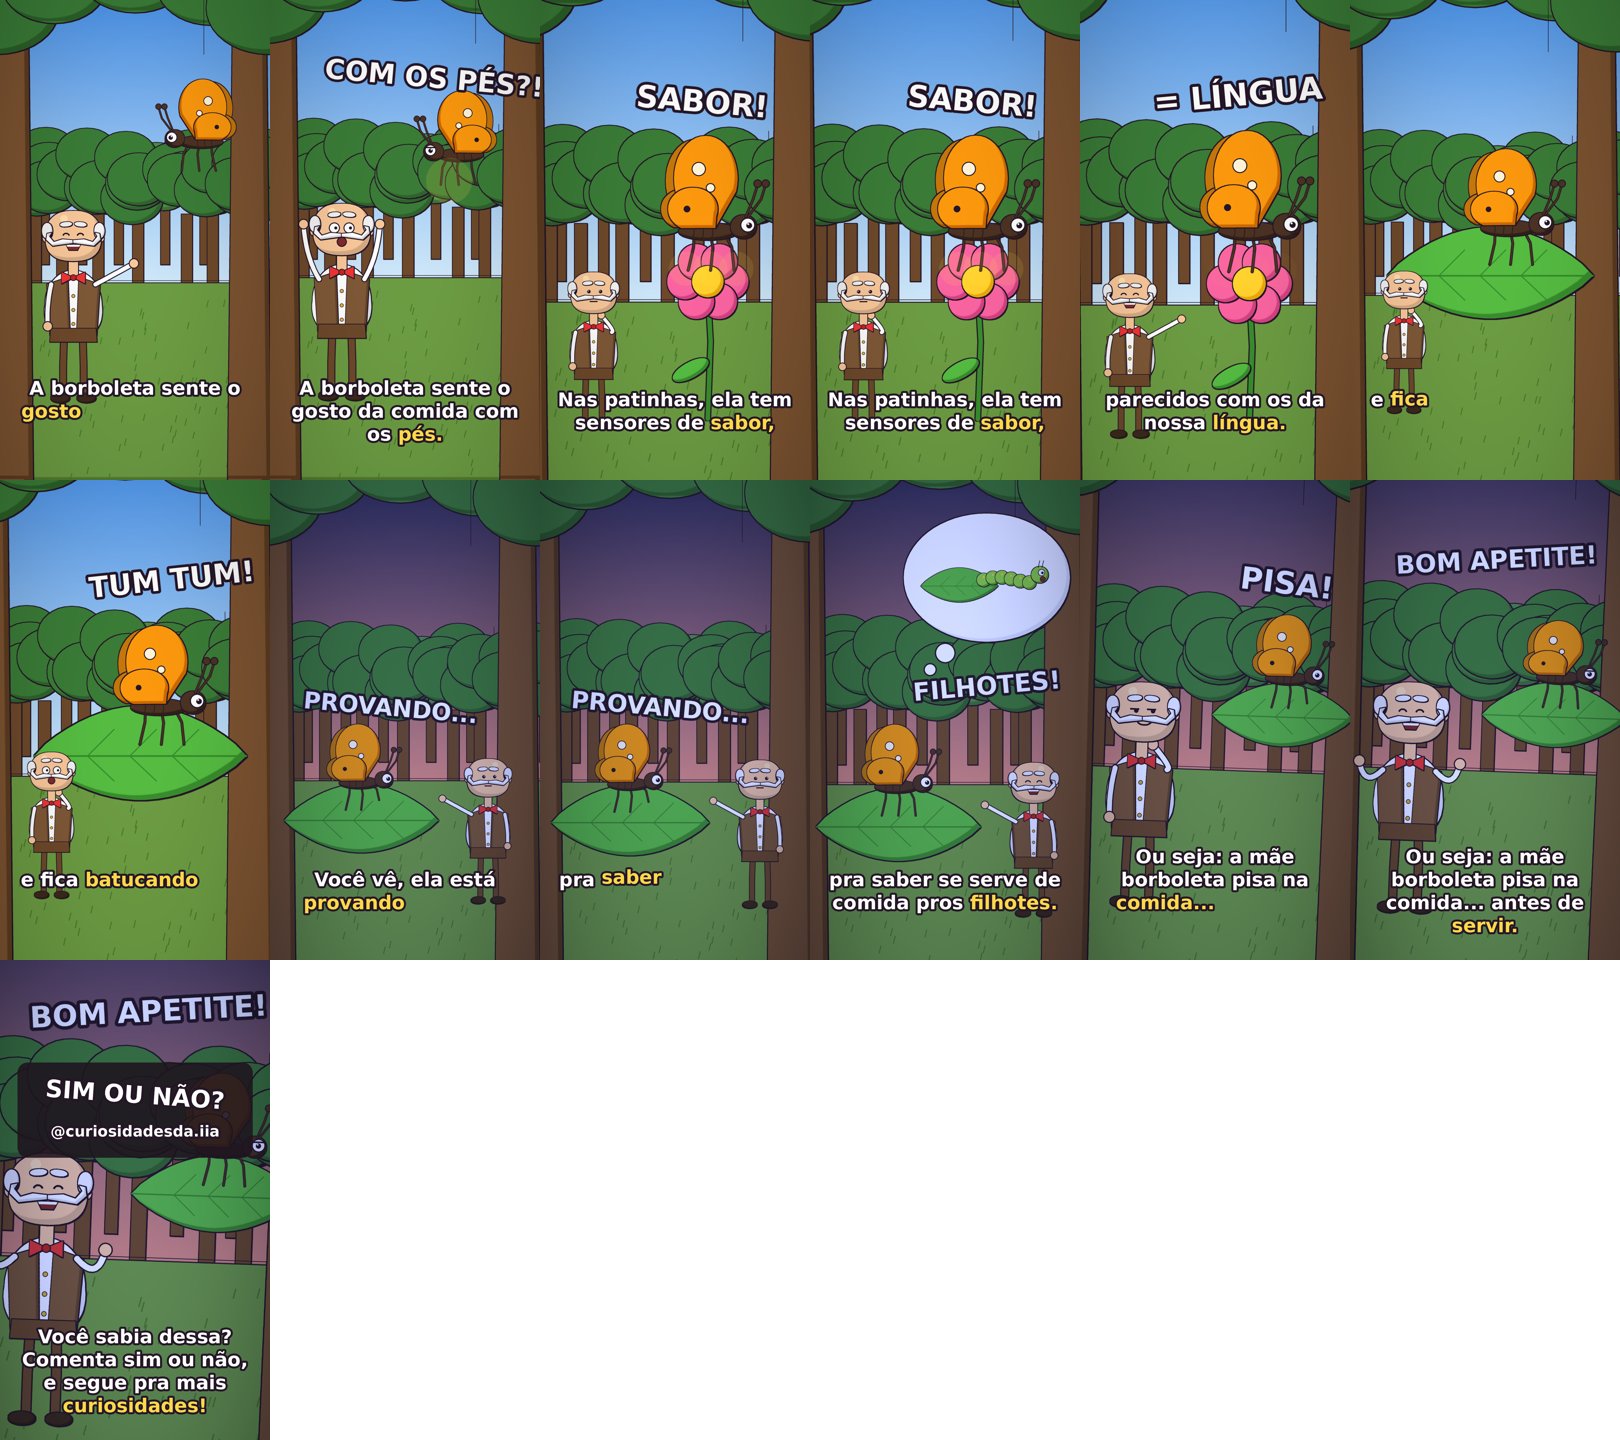 A borboleta sente o
gosto
COM OS PÉS?!
A borboleta sente o
gosto da comida com
os pés.
SABOR!
Nas patinhas, ela tem
sensores de sabor,
SABOR!
Nas patinhas, ela tem
sensores de sabor,
= LÍNGUA
parecidos com os da
nossa língua.
e fica
TUM TUM!
e fica batucando
PROVANDO...
Você vê, ela está
provando
PROVANDO...
pra saber
FILHOTES!
pra saber se serve de
comida pros filhotes.
PISA!
Ou seja: a mãe
borboleta pisa na
comida...
BOM APETITE!
Ou seja: a mãe
borboleta pisa na
comida... antes de
servir.
BOM APETITE!
SIM OU NÃO?
@curiosidadesda.iia
Você sabia dessa?
Comenta sim ou não,
e segue pra mais
curiosidades!